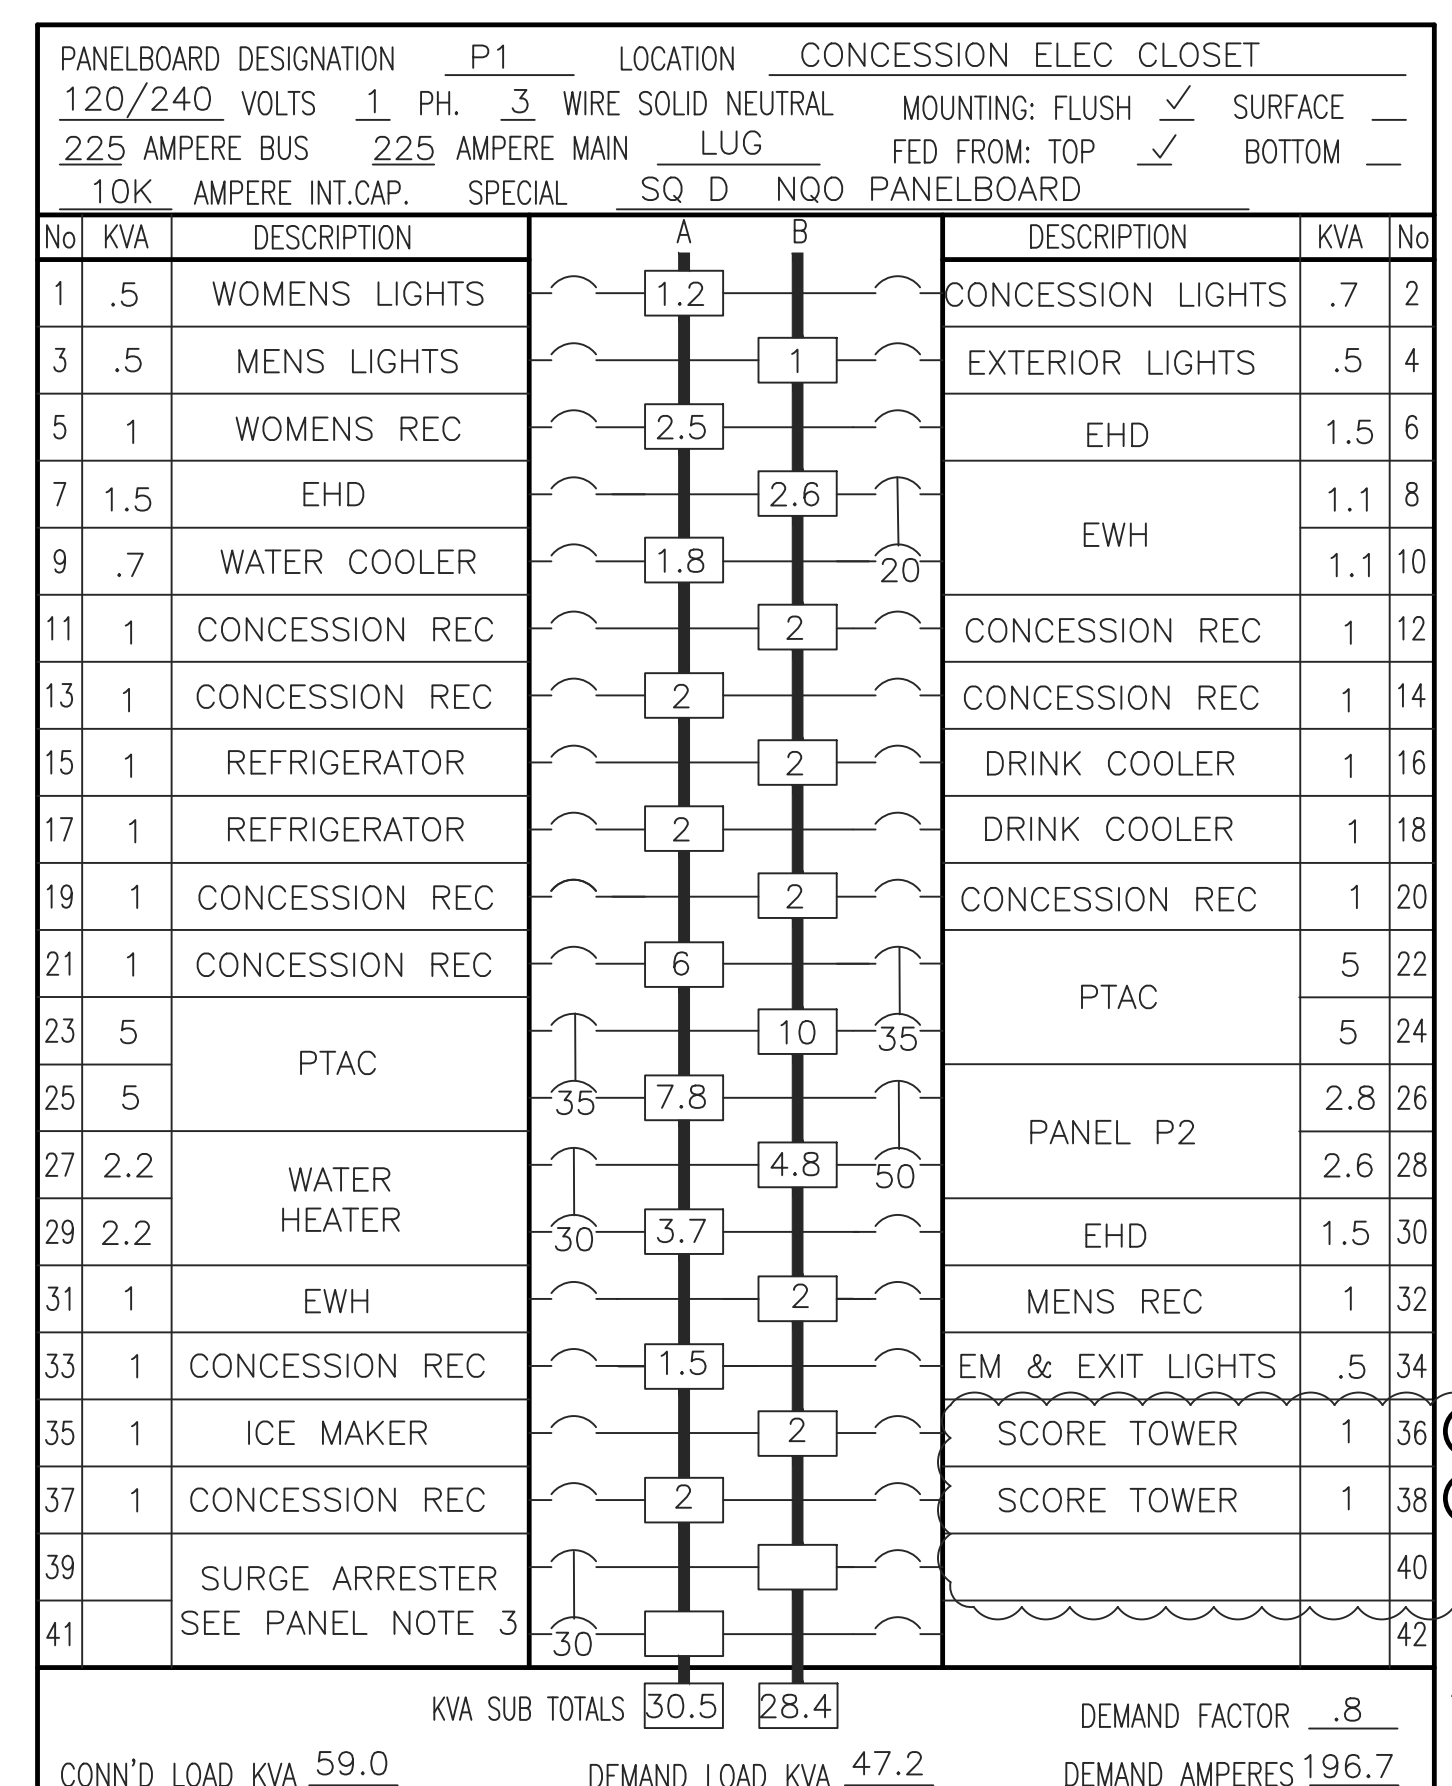 PANELBOARD DESIGNATION P1 LOCATION CONCESSION ELEC CLOSET
120/240 VOLTS 1 PH. 3 WIRE SOLID NEUTRAL MOUNTING: FLUSH ✓ SURFACE
225 AMPERE BUS 225 AMPERE MAIN LUG FED FROM: TOP ✓ BOTTOM
10K AMPERE INT.CAP. SPECIAL SQ D NQO PANELBOARD
No KVA DESCRIPTION A B DESCRIPTION KVA No
1 .5 WOMENS LIGHTS 1.2 CONCESSION LIGHTS .7 2
3 .5 MENS LIGHTS 1 EXTERIOR LIGHTS .5 4
5 1 WOMENS REC 2.5 EHD 1.5 6
7 1.5 EHD 2.6 1.1 8
EWH
9 .7 WATER COOLER 1.8 20 1.1 10
11 1 CONCESSION REC 2 CONCESSION REC 1 12
13 1 CONCESSION REC 2 CONCESSION REC 1 14
15 1 REFRIGERATOR 2 DRINK COOLER 1 16
17 1 REFRIGERATOR 2 DRINK COOLER 1 18
19 1 CONCESSION REC 2 CONCESSION REC 1 20
21 1 CONCESSION REC 6 5 22
PTAC
23 5 10 35 5 24
PTAC
25 5 35 7.8 2.8 26
PANEL P2
27 2.2 4.8 50 2.6 28
WATER
HEATER
29 2.2 30 3.7 EHD 1.5 30
31 1 EWH 2 MENS REC 1 32
33 1 CONCESSION REC 1.5 EM & EXIT LIGHTS .5 34
35 1 ICE MAKER 2 SCORE TOWER 1 36
37 1 CONCESSION REC 2 SCORE TOWER 1 38
39 SURGE ARRESTER 40
41 SEE PANEL NOTE 3 30 42
KVA SUB TOTALS 30.5 28.4 DEMAND FACTOR .8
CONN'D LOAD KVA 59.0 DEMAND LOAD KVA 47.2 DEMAND AMPERES 196.7